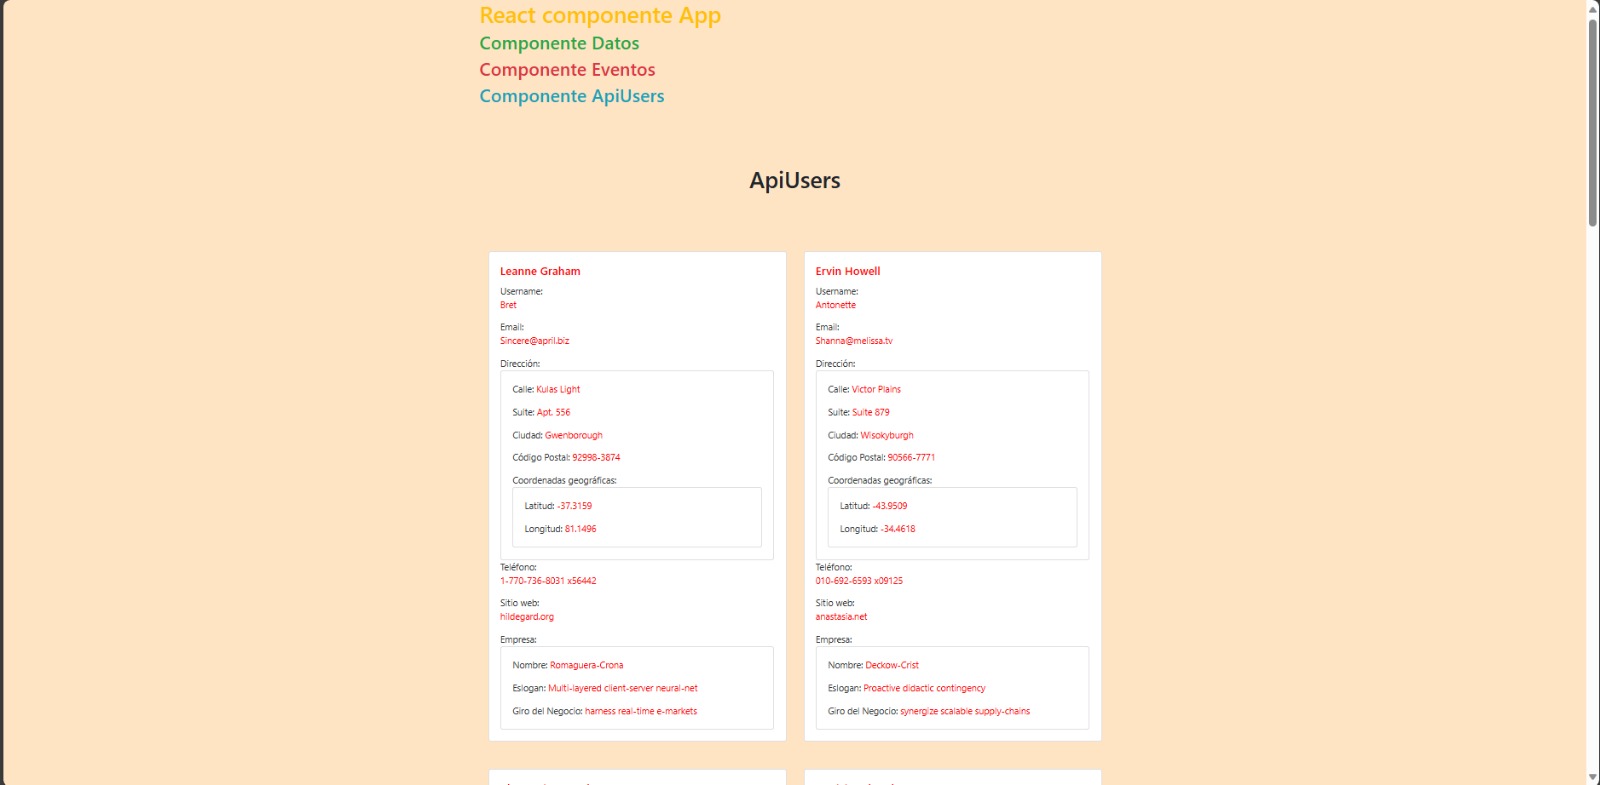 React componente App
Componente Datos
Componente Eventos
Componente ApiUsers
ApiUsers
Leanne Graham
Username:
Bret
Email:
Sincere@april.biz
Dirección:
Calle: Kulas Light
Suite: Apt. 556
Ciudad: Gwenborough
Código Postal: 92998-3874
Coordenadas geográficas:
Latitud: -37.3159
Longitud: 81.1496
Teléfono:
1-770-736-8031 x56442
Sitio web:
hildegard.org
Empresa:
Nombre: Romaguera-Crona
Eslogan: Multi-layered client-server neural-net
Giro del Negocio: harness real-time e-markets
Ervin Howell
Username:
Antonette
Email:
Shanna@melissa.tv
Dirección:
Calle: Victor Plains
Suite: Suite 879
Ciudad: Wisokyburgh
Código Postal: 90566-7771
Coordenadas geográficas:
Latitud: -43.9509
Longitud: -34.4618
Teléfono:
010-692-6593 x09125
Sitio web:
anastasia.net
Empresa:
Nombre: Deckow-Crist
Eslogan: Proactive didactic contingency
Giro del Negocio: synergize scalable supply-chains